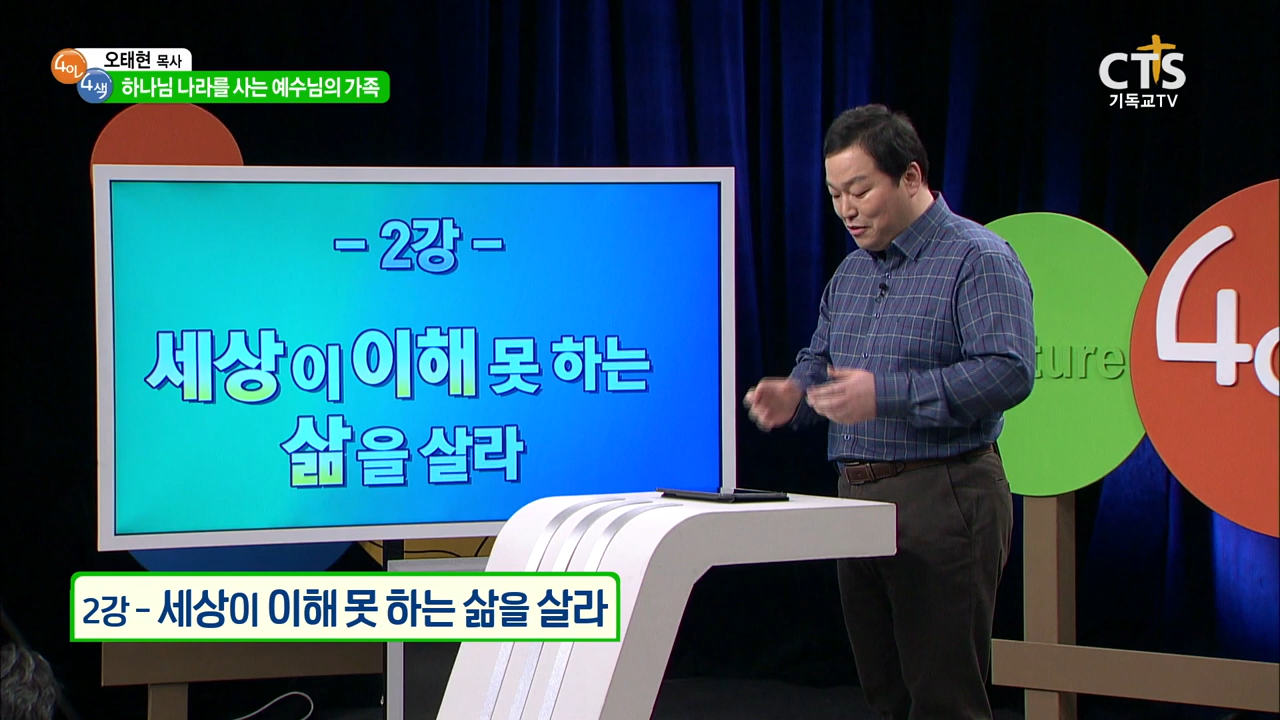 4인
4색
오태현 목사
하나님 나라를 사는 예수님의 가족
CTS
기독교TV
- 2강 -
세상이 이해 못 하는
삶을 살라
ture
4
2강 - 세상이 이해 못 하는 삶을 살라